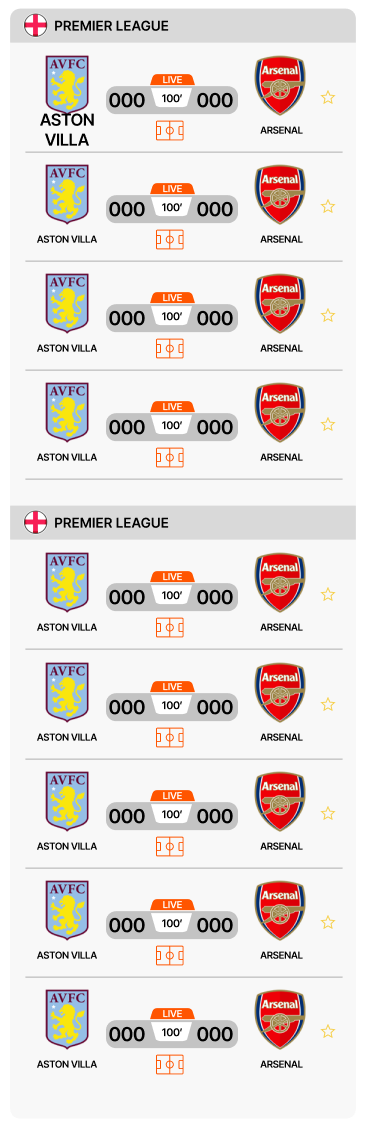 PREMIER LEAGUE
AVFC
LIVE
000 100' 000
Arsenal
ASTON
VILLA
ARSENAL
AVFC
LIVE
000 100' 000
Arsenal
ASTON VILLA
ARSENAL
AVFC
LIVE
000 100' 000
Arsenal
ASTON VILLA
ARSENAL
AVFC
LIVE
000 100' 000
Arsenal
ASTON VILLA
ARSENAL
PREMIER LEAGUE
AVFC
LIVE
000 100' 000
Arsenal
ASTON VILLA
ARSENAL
AVFC
LIVE
000 100' 000
Arsenal
ASTON VILLA
ARSENAL
AVFC
LIVE
000 100' 000
Arsenal
ASTON VILLA
ARSENAL
AVFC
LIVE
000 100' 000
Arsenal
ASTON VILLA
ARSENAL
AVFC
LIVE
000 100' 000
Arsenal
ASTON VILLA
ARSENAL